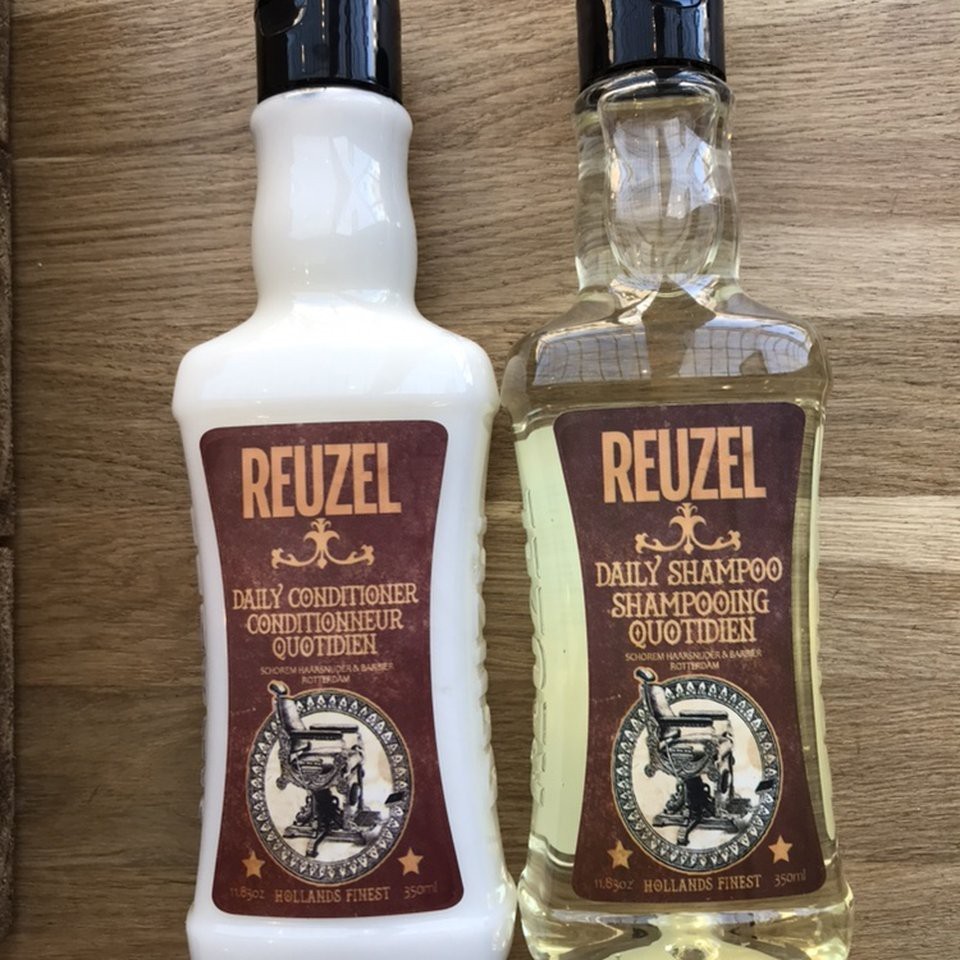 REUZEL
DAILY CONDITIONER
CONDITIONNEUR
QUOTIDIEN
SCHOREM HAARSNIJDER & BARBIER
ROTTERDAM
11.83oz HOLLANDS FINEST 350ml
REUZEL
DAILY SHAMPOO
SHAMPOOING
QUOTIDIEN
SCHOREM HAARSNIJDER & BARBIER
ROTTERDAM
11.83oz HOLLANDS FINEST 350ml